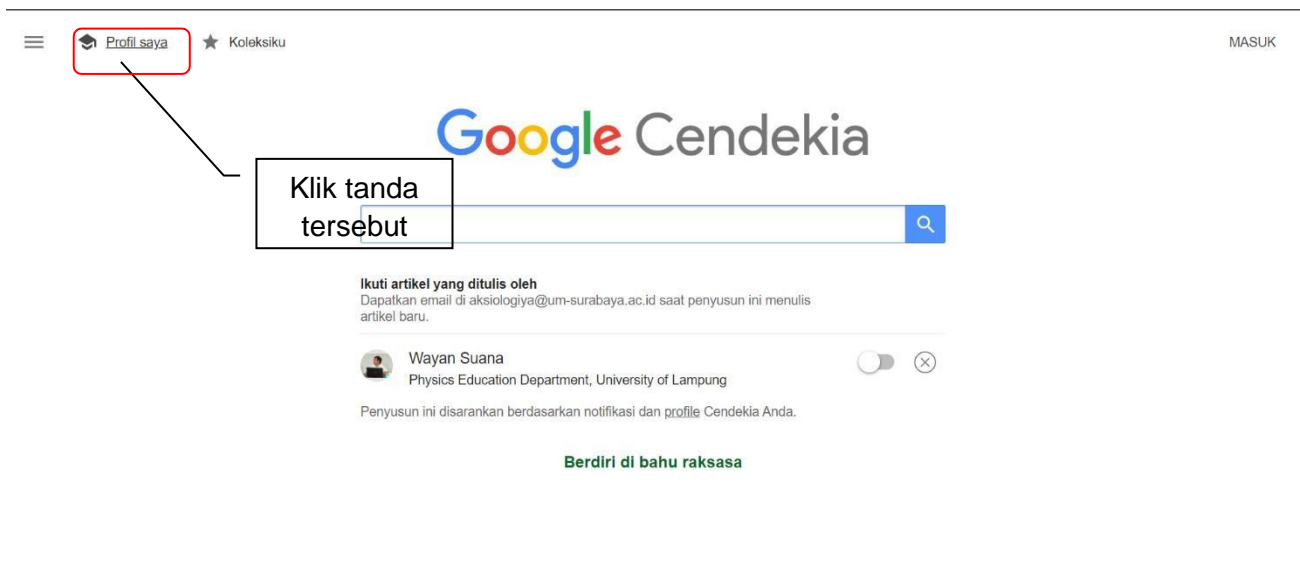 Profil saya
Koleksiku
MASUK
Google Cendekia
Klik tanda
tersebut
Ikuti artikel yang ditulis oleh
Dapatkan email di aksiologiya@um-surabaya.ac.id saat penyusun ini menulis
artikel baru.
Wayan Suana
Physics Education Department, University of Lampung
Penyusun ini disarankan berdasarkan notifikasi dan profile Cendekia Anda.
Berdiri di bahu raksasa